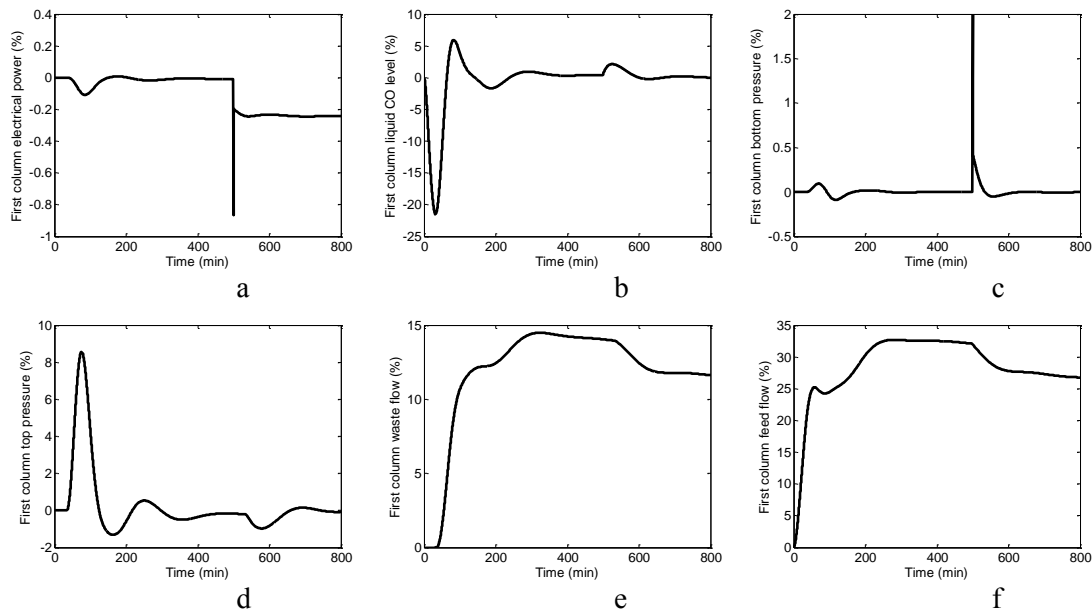 First column electrical power (%)
0.4
0.2
0
-0.2
-0.4
-0.6
-0.8
-1
0 200 400 600 800
Time (min)
a
First column liquid CO level (%)
10
5
0
-5
-10
-15
-20
-25
0 200 400 600 800
Time (min)
b
First column bottom pressure (%)
2
1.5
1
0.5
0
-0.5
0 200 400 600 800
Time (min)
c
First column top pressure (%)
10
8
6
4
2
0
-2
0 200 400 600 800
Time (min)
d
First column waste flow (%)
15
10
5
0
0 200 400 600 800
Time (min)
e
First column feed flow (%)
35
30
25
20
15
10
5
0
0 200 400 600 800
Time (min)
f